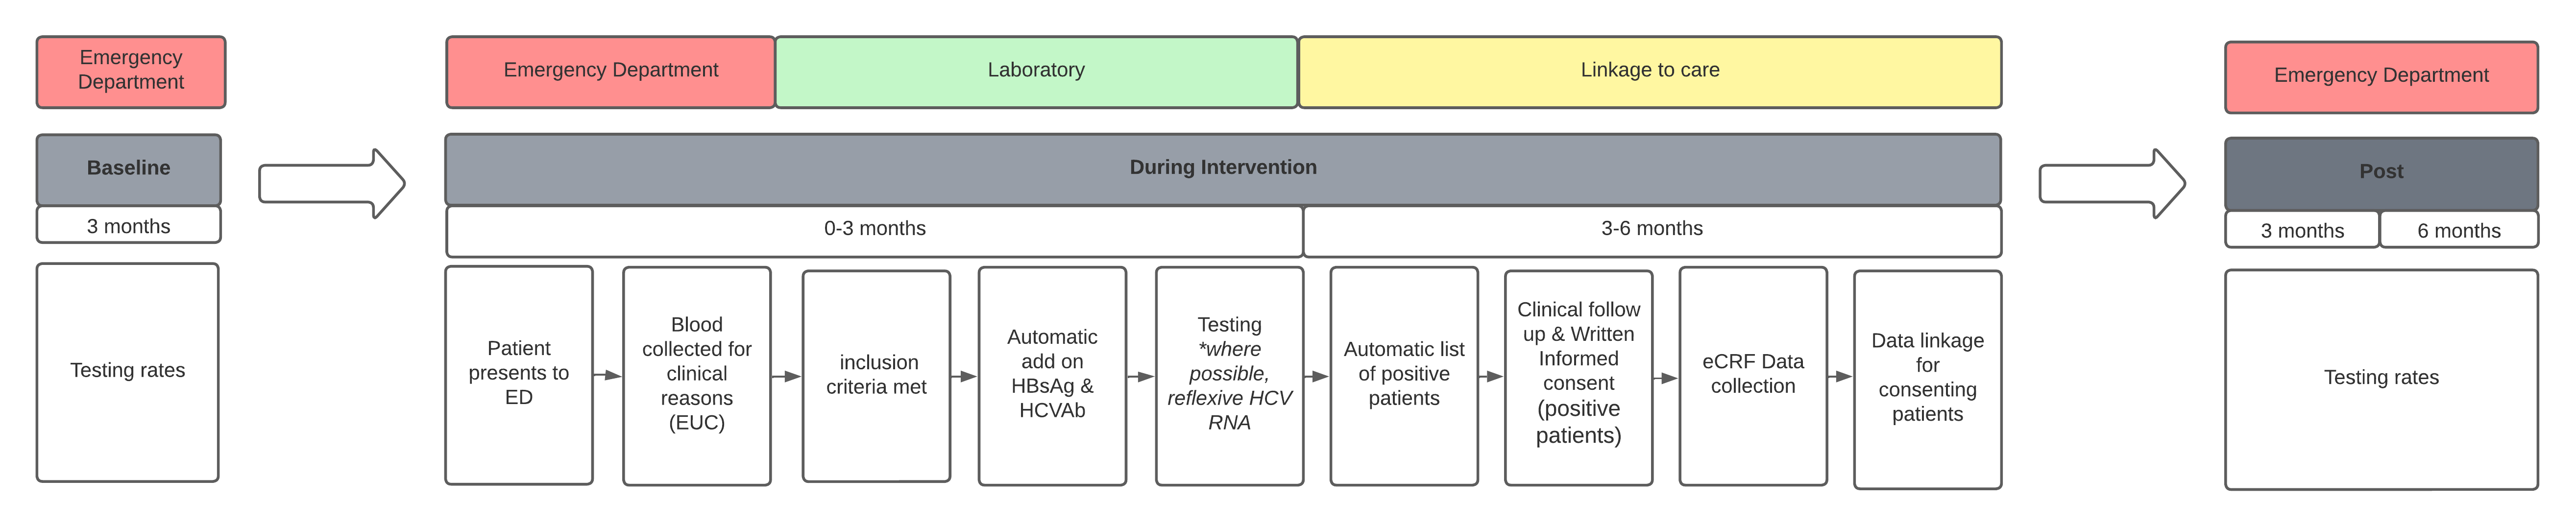 Emergency
Department
Emergency Department
Laboratory
Linkage to care
Emergency Department
Baseline
During Intervention
Post
3 months
0-3 months
3-6 months
3 months
6 months
Testing rates
Patient
presents to
ED
Blood
collected for
clinical
reasons
(EUC)
inclusion
criteria met
Automatic
add on
HBsAg &
HCVAb
Testing
*where
possible,
reflexive HCV
RNA
Automatic list
of positive
patients
Clinical follow
up & Written
Informed
consent
(positive
patients)
eCRF Data
collection
Data linkage
for
consenting
patients
Testing rates